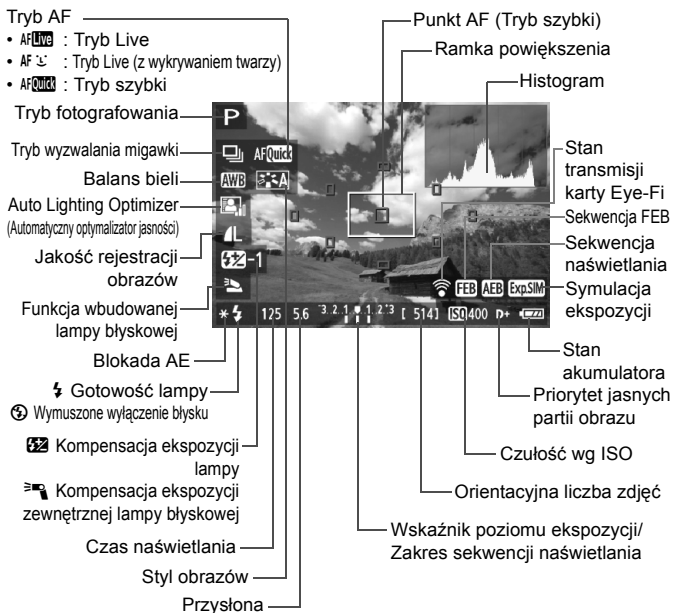 Tryb AF
• AF Live : Tryb Live
• AF : Tryb Live (z wykrywaniem twarzy)
• AF Quick : Tryb szybki
Tryb fotografowania
Tryb wyzwalania migawki
Balans bieli
Auto Lighting Optimizer
(Automatyczny optymalizator jasności)
Jakość rejestracji
obrazów
Funkcja wbudowanej
lampy błyskowej
Blokada AE
Gotowość lampy
Wymuszone wyłączenie błysku
Kompensacja ekspozycji
lampy
Kompensacja ekspozycji
zewnętrznej lampy błyskowej
Czas naświetlania
Styl obrazów
Przysłona
Punkt AF (Tryb szybki)
Ramka powiększenia
Histogram
Stan
transmisji
karty Eye-Fi
Sekwencja FEB
Sekwencja
naświetlania
Symulacja
ekspozycji
Stan
akumulatora
Priorytet jasnych
partii obrazu
Czułość wg ISO
Orientacyjna liczba zdjęć
Wskaźnik poziomu ekspozycji/
Zakres sekwencji naświetlania
P
AF Quick
AWB A
L
-1
FEB AEB Exp.SIM
* 125 5.6 -3..2..1..1..2.+3 [ 514] ISO 400 D+